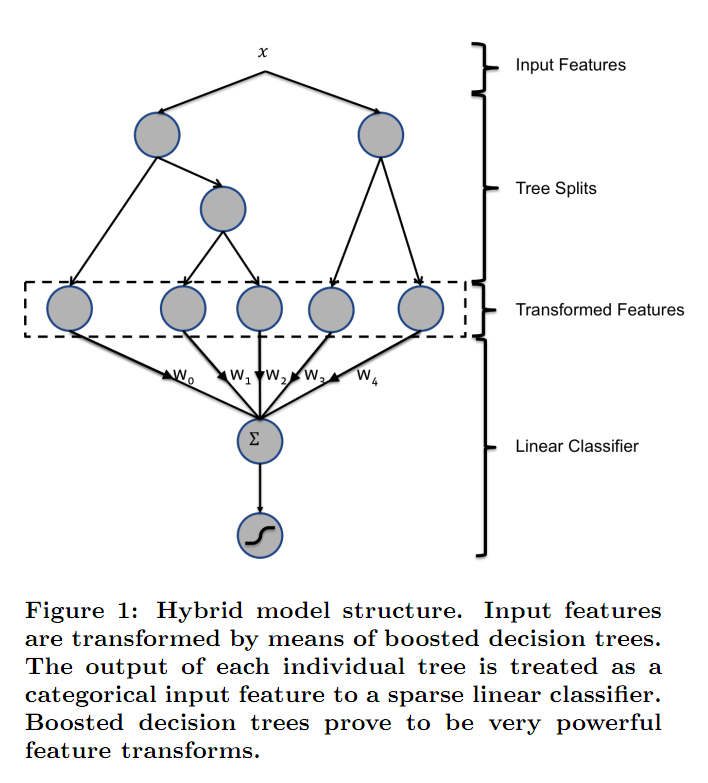 x
Input Features
Tree Splits
Transformed Features
W0 W1 W2 W3 W4
Σ
Linear Classifier
Figure 1: Hybrid model structure. Input features
are transformed by means of boosted decision trees.
The output of each individual tree is treated as a
categorical input feature to a sparse linear classifier.
Boosted decision trees prove to be very powerful
feature transforms.